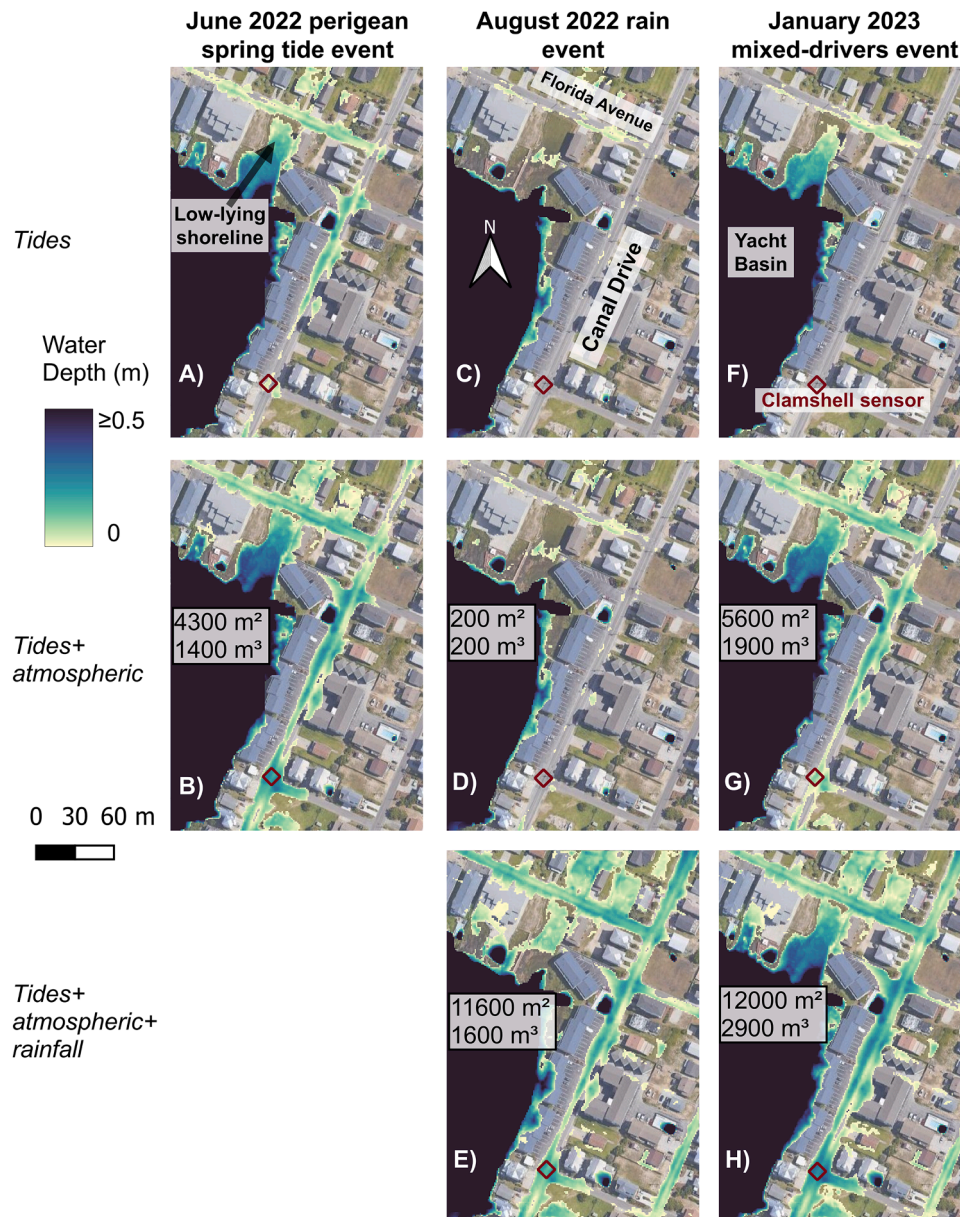 June 2022 perigean
spring tide event
August 2022 rain
event
January 2023
mixed-drivers event
Tides
Low-lying
shoreline
A)
Florida Avenue
N
Canal Drive
C)
Yacht
Basin
F)
Clamshell sensor
Water
Depth (m)
≥0.5
0
Tides+
atmospheric
4300 m²
1400 m³
B)
200 m²
200 m³
D)
5600 m²
1900 m³
G)
0 30 60 m
Tides+
atmospheric+
rainfall
11600 m²
1600 m³
E)
12000 m²
2900 m³
H)